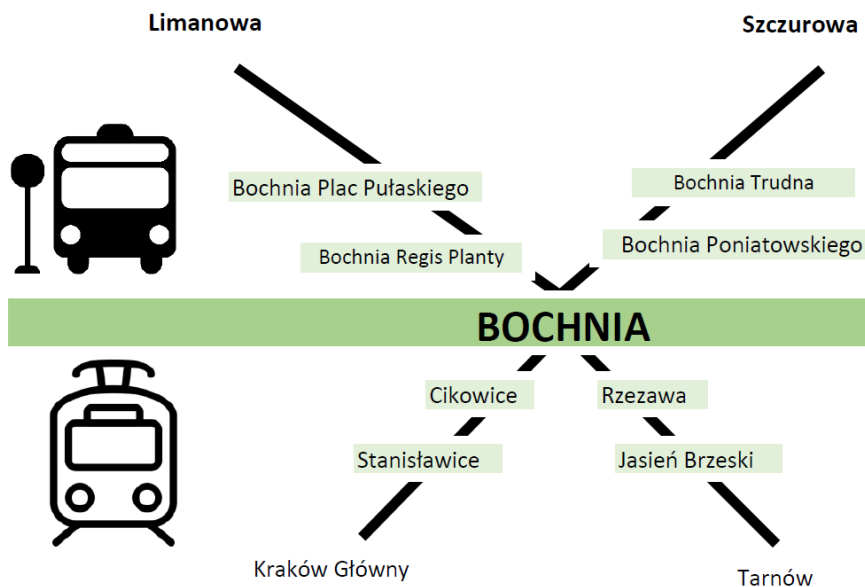 Limanowa
Szczurowa
Bochnia Plac Pułaskiego
Bochnia Trudna
Bochnia Regis Planty
Bochnia Poniatowskiego
BOCHNIA
Cikowice
Rzezawa
Stanisławice
Jasień Brzeski
Kraków Główny
Tarnów